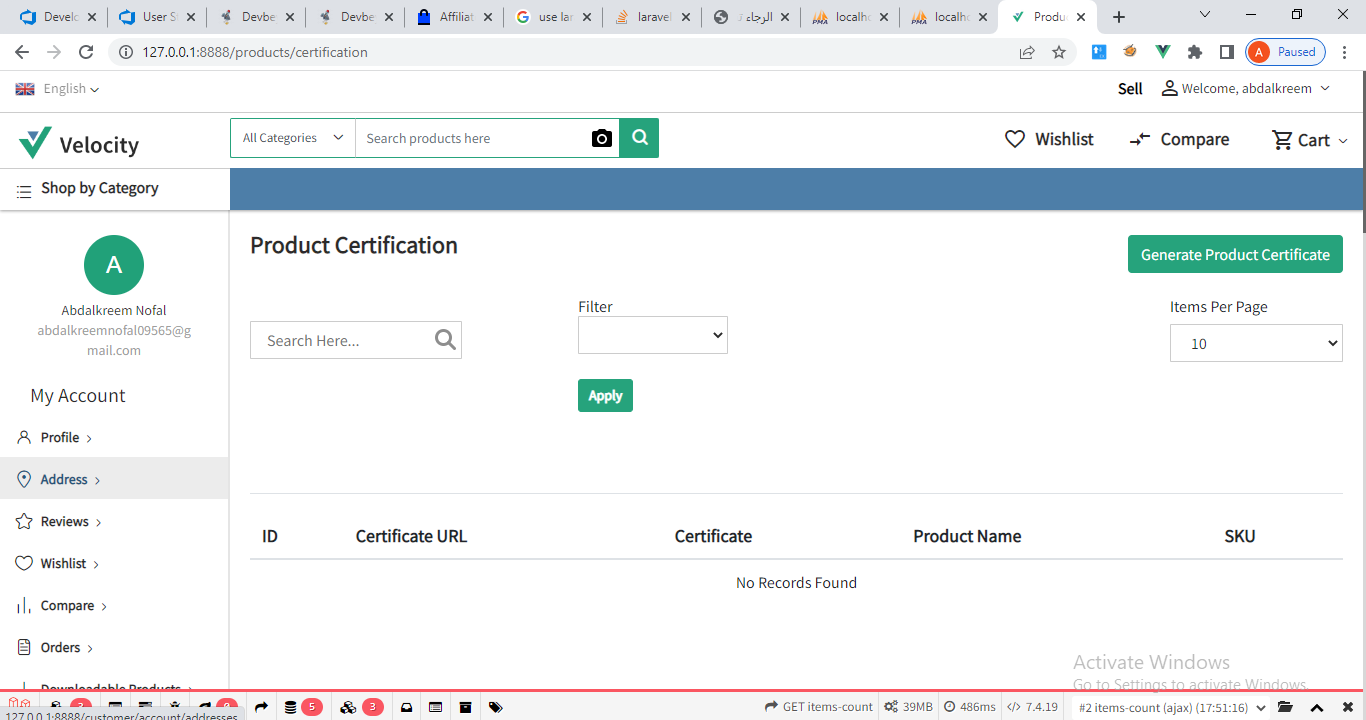 Develc
User S
Devbe
Devbe
Affiliat
use lar
laravel
الرجاء
localho
localho
Produ
127.0.0.1:8888/products/certification
A
Paused
English
Sell
Welcome, abdalkreem
Velocity
All Categories
Search products here
Wishlist
Compare
Cart
Shop by Category
A
Abdalkreem Nofal
abdalkreemnofal09565@g
mail.com
My Account
Profile
Address
Reviews
Wishlist
Compare
Orders
Downloadable Products
Product Certification
Generate Product Certificate
Search Here...
Filter
Apply
Items Per Page
10
ID Certificate URL Certificate Product Name SKU
No Records Found
Activate Windows
Go to Settings to activate Windows.
5
3
GET items-count
39MB
486ms
7.4.19
#2 items-count (ajax) (17:51:16)
127.0.0.1:8888/customer/account/addresses